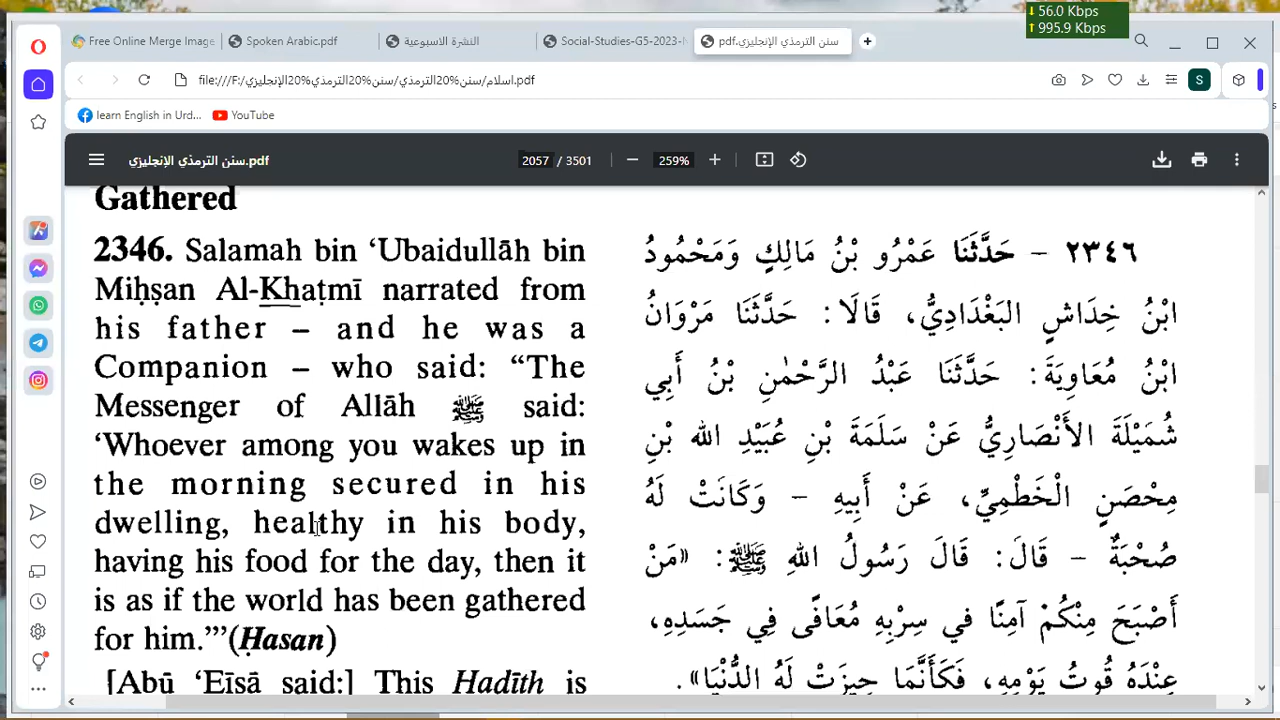 ↓ 56.0 Kbps
↑ 995.9 Kbps
Free Online Merge Image
Spoken Arabic.p
النشرة الأساسية
Social-Studies-G5-2023-
سنن الترمذي الإنجليزي.pdf
file:///F:/اسلام/سنن%20الترمذي/سنن%20الترمذي%20الإنجليزي.pdf
S
learn English in Urd...
YouTube
سنن الترمذي الإنجليزي.pdf
2057 / 3501
259%
Gathered
2346. Salamah bin ‘Ubaidullāh bin
Miḥṣan Al-Khaṭmī narrated from
his father – and he was a
Companion – who said: “The
Messenger of Allāh ﷺ said:
‘Whoever among you wakes up in
the morning secured in his
dwelling, healthy in his body,
having his food for the day, then it
is as if the world has been gathered
for him.’”(Ḥasan)
[Abū ‘Eīsā said:] This Hadīth is
٢٣٤٦ – حَدَّثَنَا عَمْرُو بْنُ مَالِكٍ وَمَحْمُودُ
ابْنُ خِدَاشٍ الْبَغْدَادِيُّ، قَالَا: حَدَّثَنَا مَرْوَانُ
ابْنُ مُعَاوِيَةَ: حَدَّثَنَا عَبْدُ الرَّحْمٰنِ بْنُ أَبِي
شُمَيْلَةَ الأَنْصَارِيُّ عَنْ سَلَمَةَ بْنِ عُبَيْدِ الله بْنِ
مِحْصَنٍ الْخَطْمِيِّ، عَنْ أَبِيهِ – وَكَانَتْ لَهُ
صُحْبَةٌ – قَالَ: قَالَ رَسُولُ اللهِ ﷺ: «مَنْ
أَصْبَحَ مِنْكُمْ آمِنًا في سِرْبِهِ مُعَافًى فِي جَسَدِهِ،
عِنْدَهُ قُوتُ يَوْمِهِ، فَكَأَنَّمَا حِيزَتْ لَهُ الدُّنْيَا».